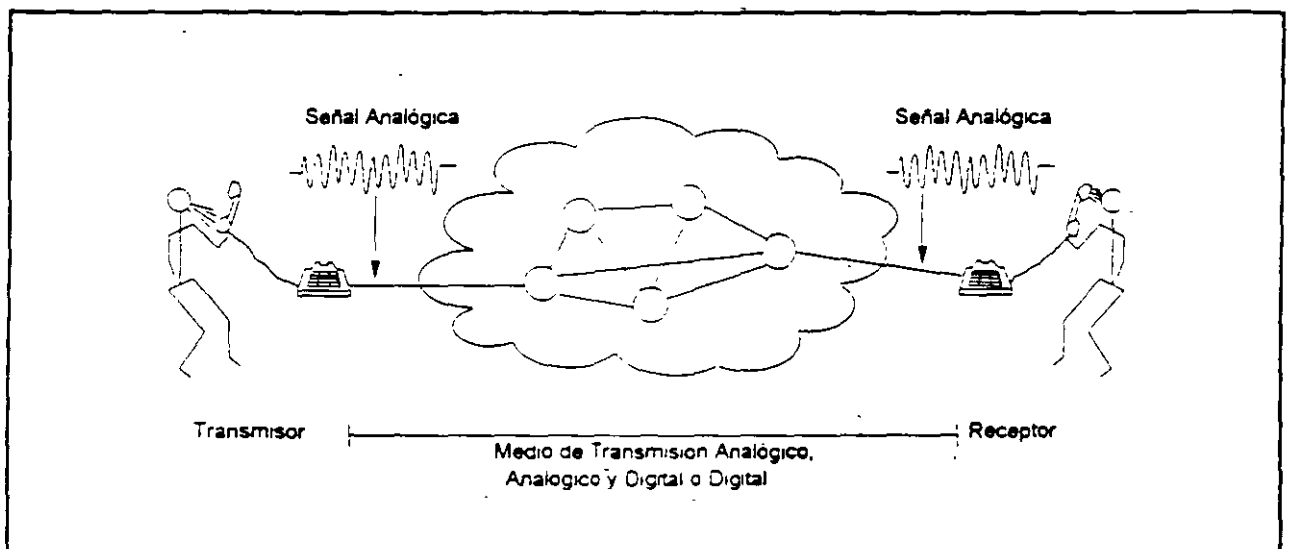 Señal Analógica
Señal Analógica
Transmisor
Receptor
Medio de Transmision Analógico,
Analogico y Digital o Digital